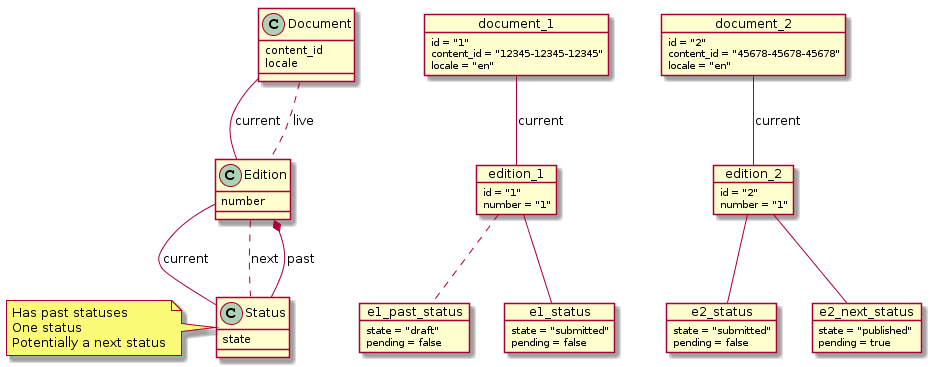 C Document
content_id
locale
current
live
C Edition
number
current
next
past
C Status
state
Has past statuses
One status
Potentially a next status
document_1
id = "1"
content_id = "12345-12345-12345"
locale = "en"
current
edition_1
id = "1"
number = "1"
e1_past_status
state = "draft"
pending = false
e1_status
state = "submitted"
pending = false
document_2
id = "2"
content_id = "45678-45678-45678"
locale = "en"
current
edition_2
id = "2"
number = "1"
e2_status
state = "submitted"
pending = false
e2_next_status
state = "published"
pending = true